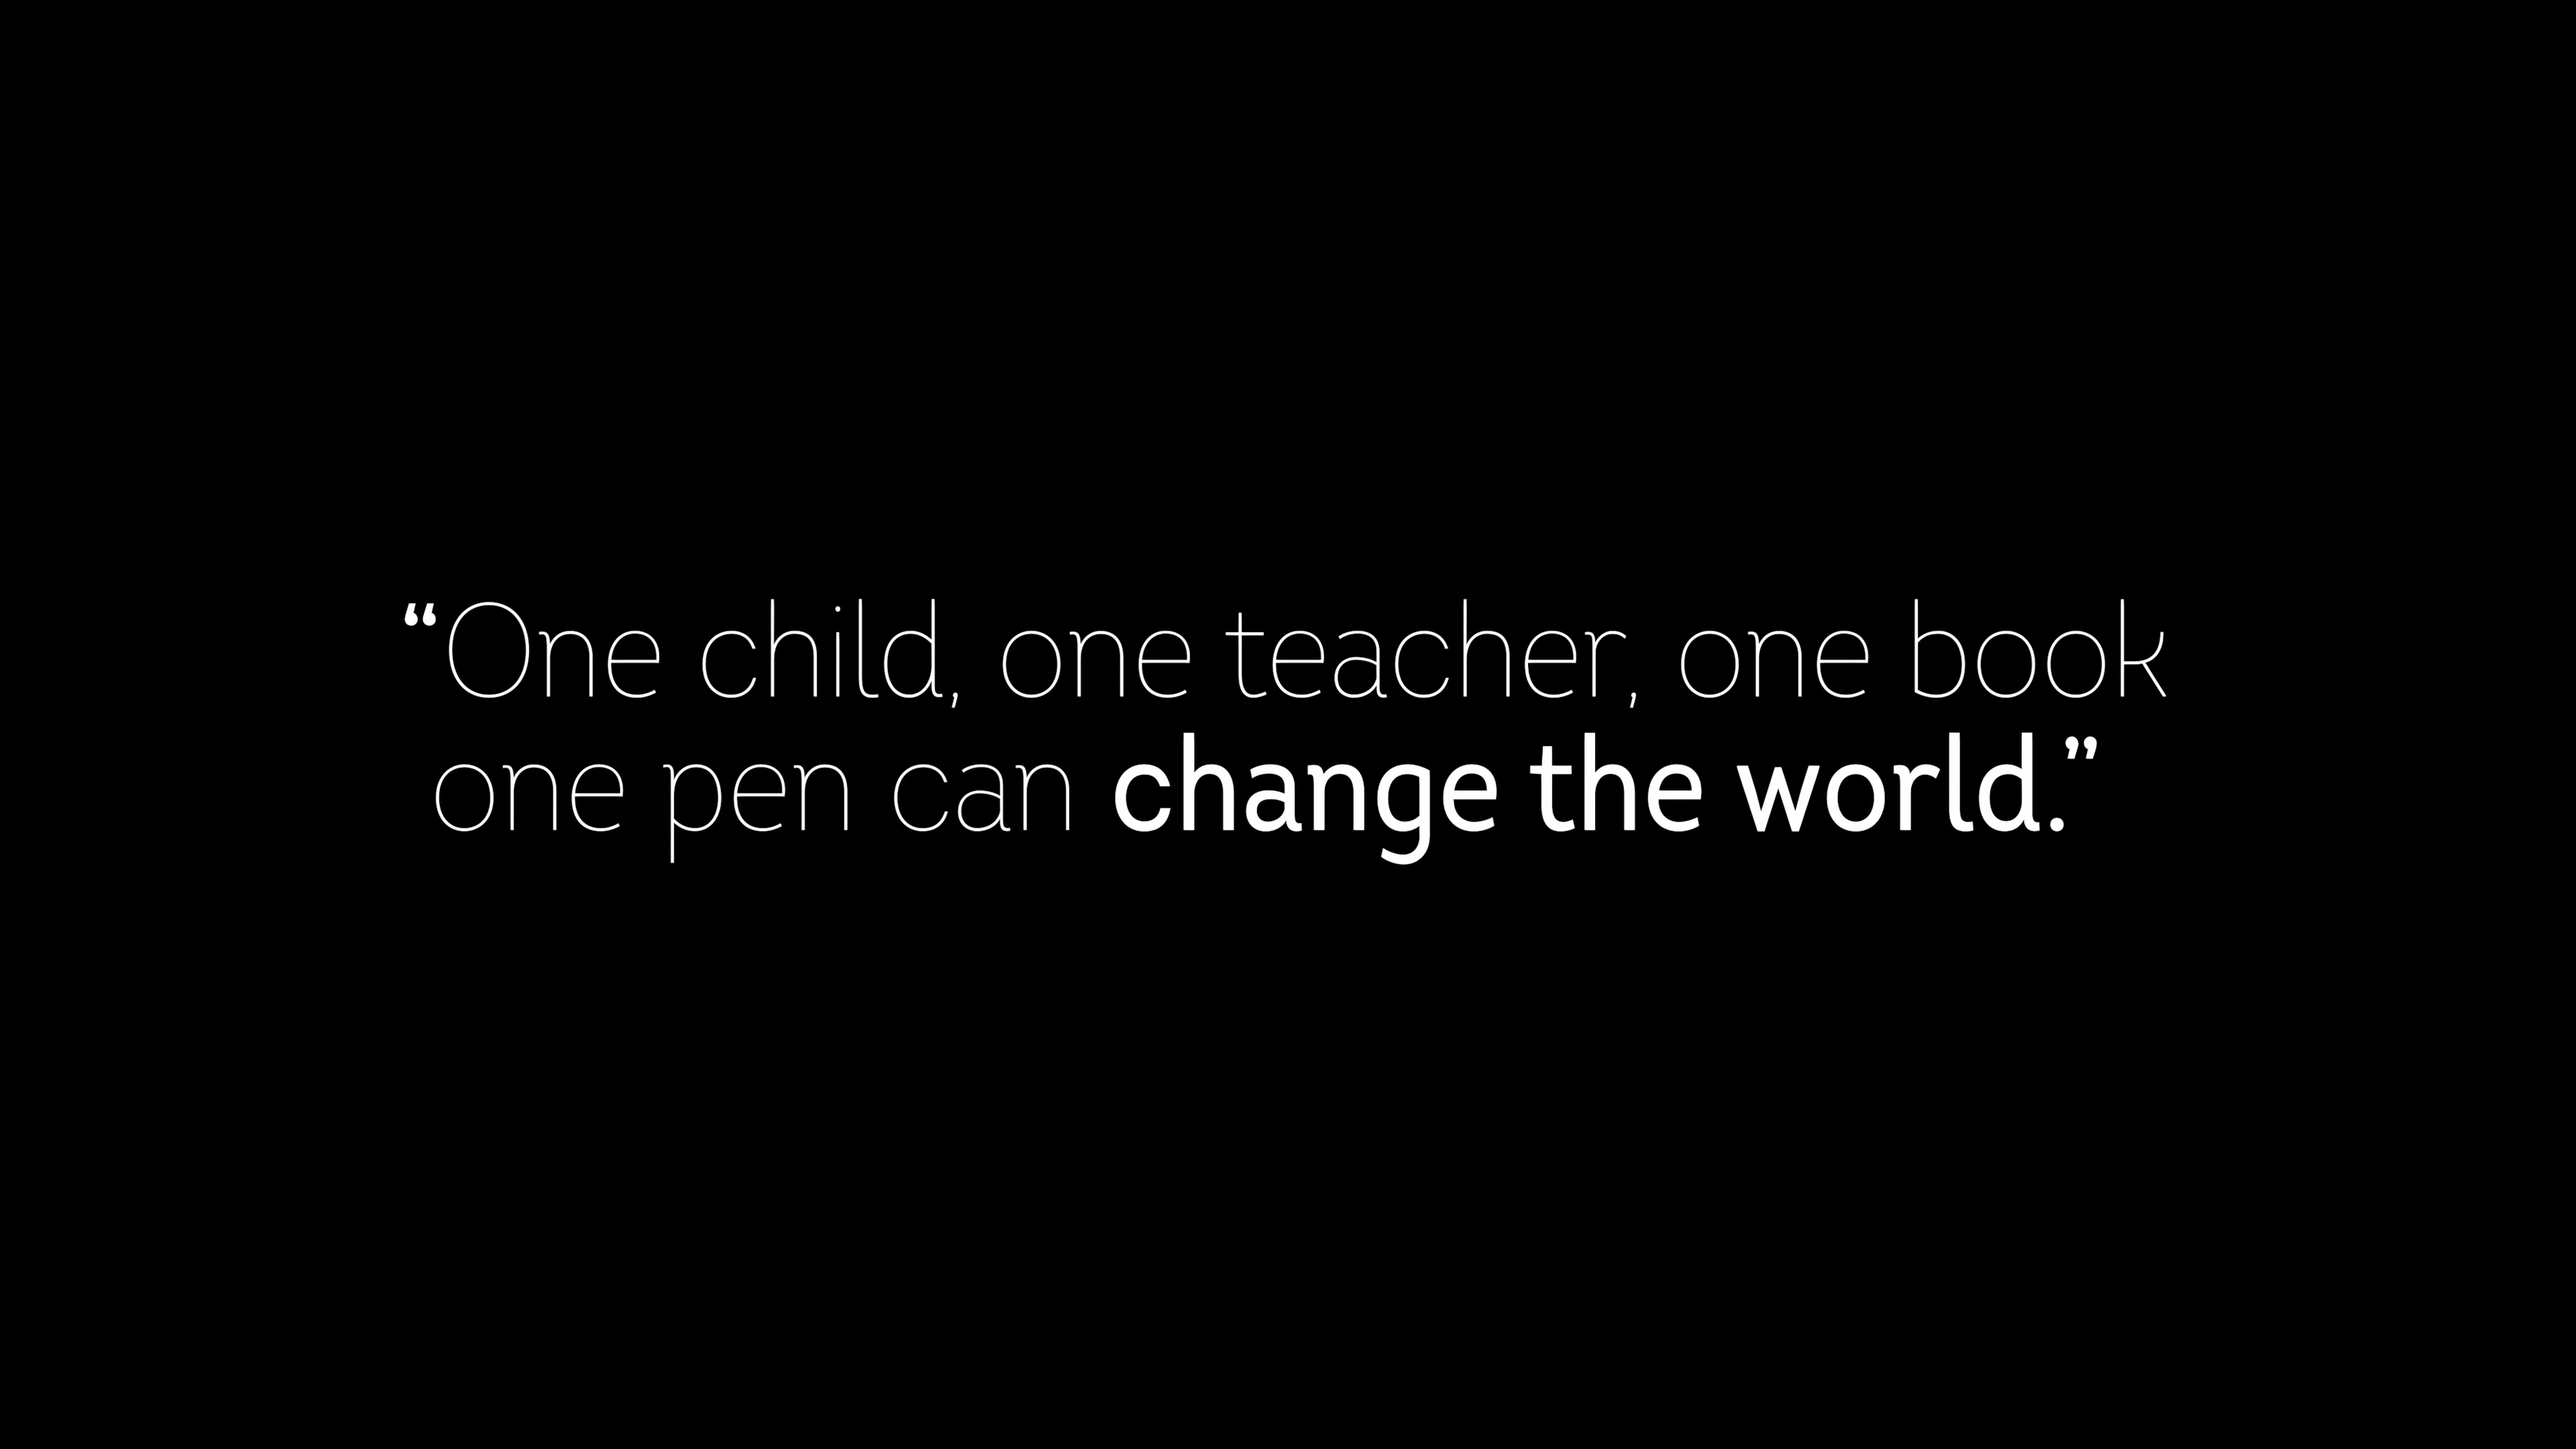 “One child, one teacher, one book
one pen can change the world.”